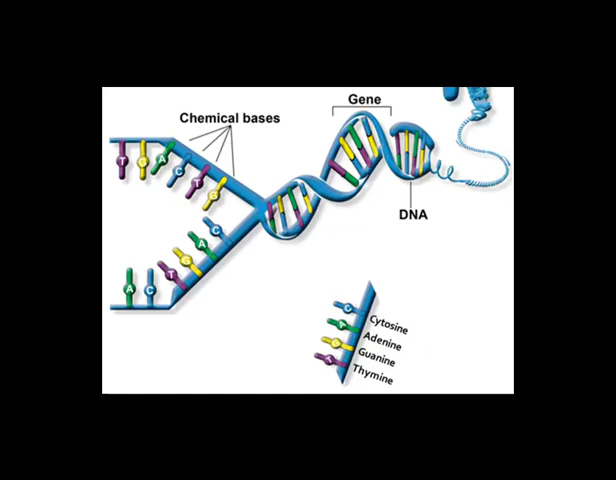 Gene
Chemical bases
T G A C T G
C
A
G
T
A C
DNA
C Cytosine
A Adenine
G Guanine
T Thymine